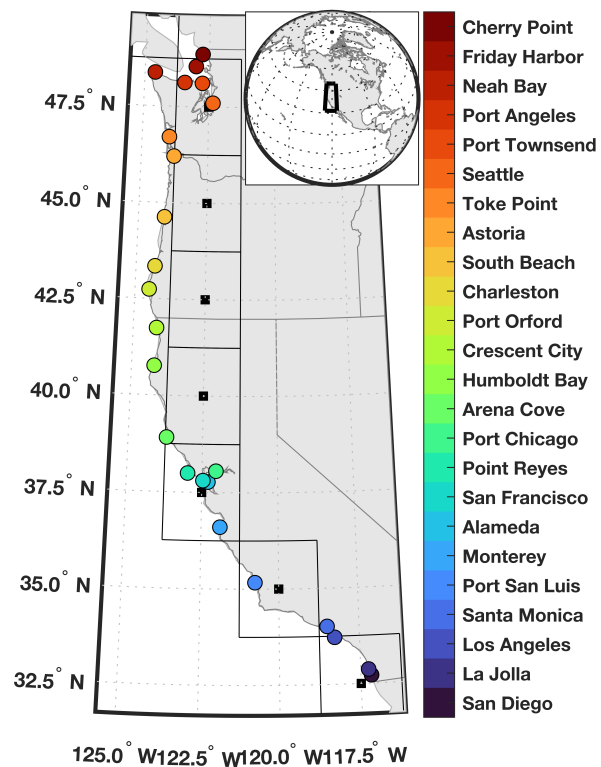 Cherry Point
Friday Harbor
Neah Bay
47.5° N
Port Angeles
Port Townsend
Seattle
45.0° N
Toke Point
Astoria
South Beach
42.5° N
Charleston
Port Orford
Crescent City
40.0° N
Humboldt Bay
Arena Cove
Port Chicago
37.5° N
Point Reyes
San Francisco
Alameda
Monterey
35.0° N
Port San Luis
Santa Monica
Los Angeles
32.5° N
La Jolla
San Diego
125.0° W 122.5° W 120.0° W 117.5° W